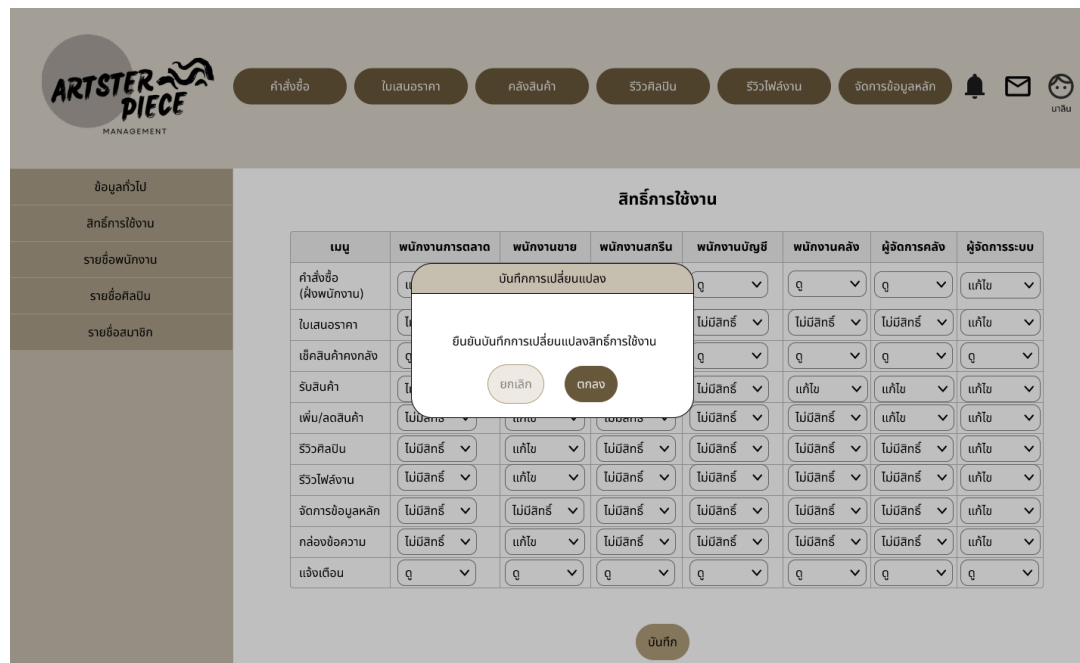 ARTSTER
PIECE
MANAGEMENT
คำสั่งซื้อ ใบเสนอราคา คลังสินค้า รีวิวศิลปิน รีวิวไฟล์งาน จัดการข้อมูลหลัก
นาลิน
ข้อมูลทั่วไป
สิทธิ์การใช้งาน
รายชื่อพนักงาน
รายชื่อศิลปิน
รายชื่อสมาชิก
สิทธิ์การใช้งาน
เมนู พนักงานการตลาด พนักงานขาย พนักงานสกรีน พนักงานบัญชี พนักงานคลัง ผู้จัดการคลัง ผู้จัดการระบบ
คำสั่งซื้อ
(ฝั่งพนักงาน) ดู ดู ดู แก้ไข
ใบเสนอราคา ไม่มีสิทธิ์ ไม่มีสิทธิ์ ไม่มีสิทธิ์ แก้ไข
เช็คสินค้าคงกลัง ดู ดู ดู ดู
รับสินค้า ไม่มีสิทธิ์ แก้ไข แก้ไข แก้ไข
บันทึกการเปลี่ยนแปลง
ยืนยันบันทึกการเปลี่ยนแปลงสิทธิ์การใช้งาน
ยกเลิก ตกลง
เพิ่ม/ลดสินค้า ไม่มีสิทธิ์ แก้ไข ไม่มีสิทธิ์ ไม่มีสิทธิ์ ไม่มีสิทธิ์ แก้ไข แก้ไข
รีวิวศิลปิน ไม่มีสิทธิ์ แก้ไข ไม่มีสิทธิ์ ไม่มีสิทธิ์ ไม่มีสิทธิ์ ไม่มีสิทธิ์ แก้ไข
รีวิวไฟล์งาน ไม่มีสิทธิ์ แก้ไข ไม่มีสิทธิ์ ไม่มีสิทธิ์ ไม่มีสิทธิ์ ไม่มีสิทธิ์ แก้ไข
จัดการข้อมูลหลัก ไม่มีสิทธิ์ ไม่มีสิทธิ์ ไม่มีสิทธิ์ ไม่มีสิทธิ์ ไม่มีสิทธิ์ ไม่มีสิทธิ์ แก้ไข
กล่องข้อความ ไม่มีสิทธิ์ แก้ไข ไม่มีสิทธิ์ ไม่มีสิทธิ์ ไม่มีสิทธิ์ ไม่มีสิทธิ์ แก้ไข
แจ้งเตือน ดู ดู ดู ดู ดู ดู ดู
บันทึก